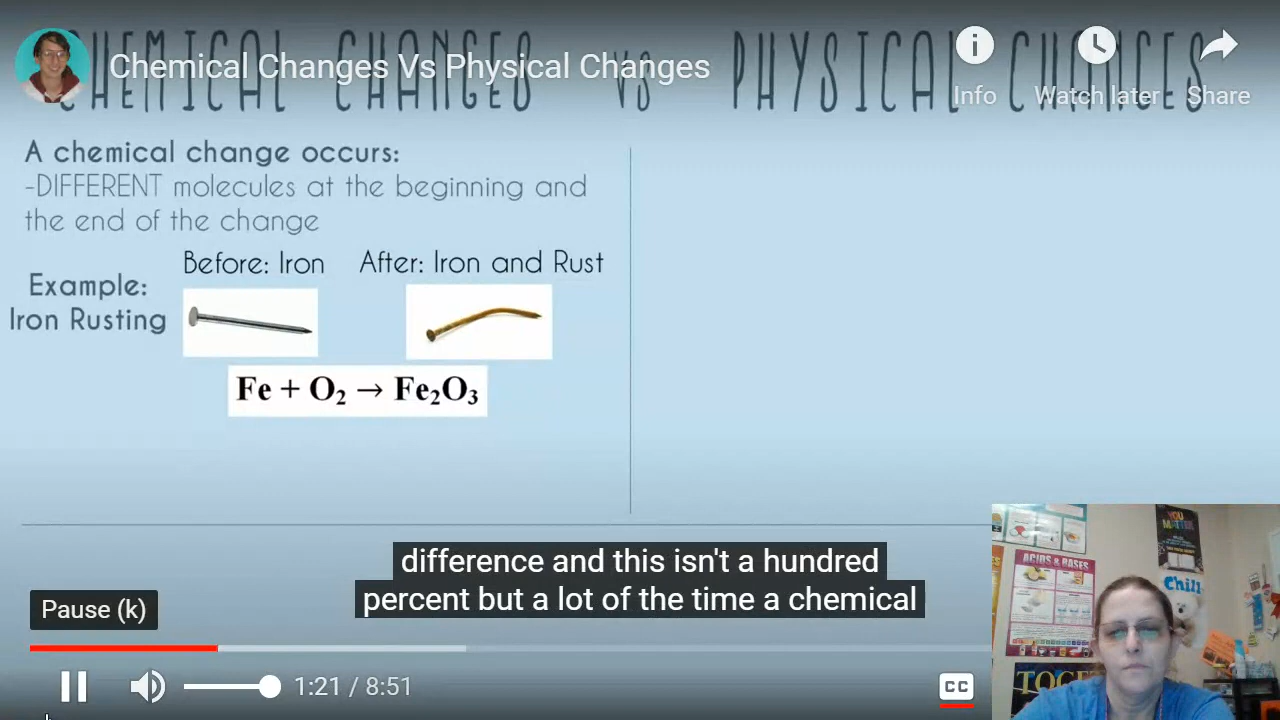 CHEMICAL CHANGES VS PHYSICAL CHANGES
Chemical Changes Vs Physical Changes
Info
Watch later
Share
A chemical change occurs:
-DIFFERENT molecules at the beginning and
the end of the change
Before: Iron
After: Iron and Rust
Example:
Iron Rusting
Fe + O₂ → Fe₂O₃
difference and this isn't a hundred
percent but a lot of the time a chemical
Pause (k)
1:21 / 8:51
CC
YOU
MATTER
ACIDS & BASES
Chill